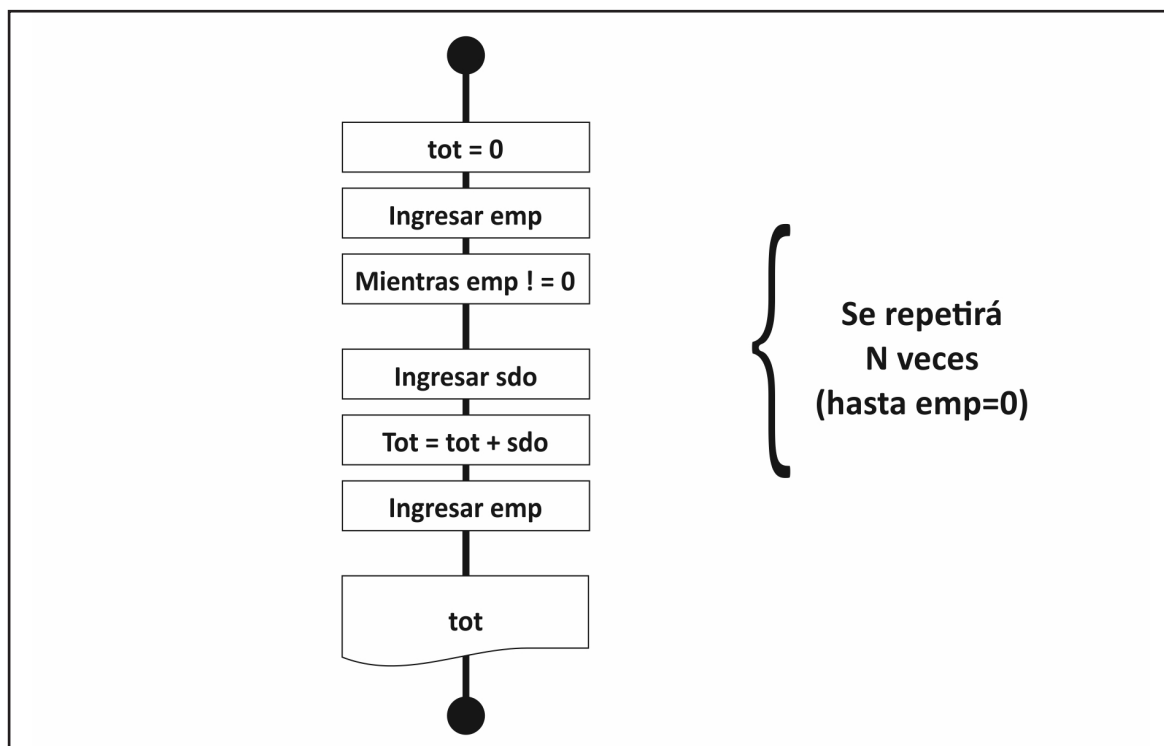 tot = 0
Ingresar emp
Mientras emp ! = 0
Ingresar sdo
Tot = tot + sdo
Ingresar emp
tot
Se repetirá
N veces
(hasta emp=0)